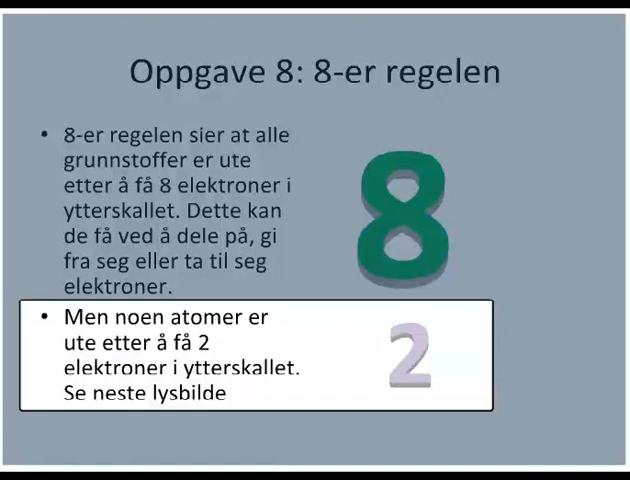 Oppgave 8: 8-er regelen
• 8-er regelen sier at alle
grunnstoffer er ute
etter å få 8 elektroner i
ytterskallet. Dette kan
de få ved å dele på, gi
fra seg eller ta til seg
elektroner.
8
• Men noen atomer er
ute etter å få 2
elektroner i ytterskallet.
Se neste lysbilde
2